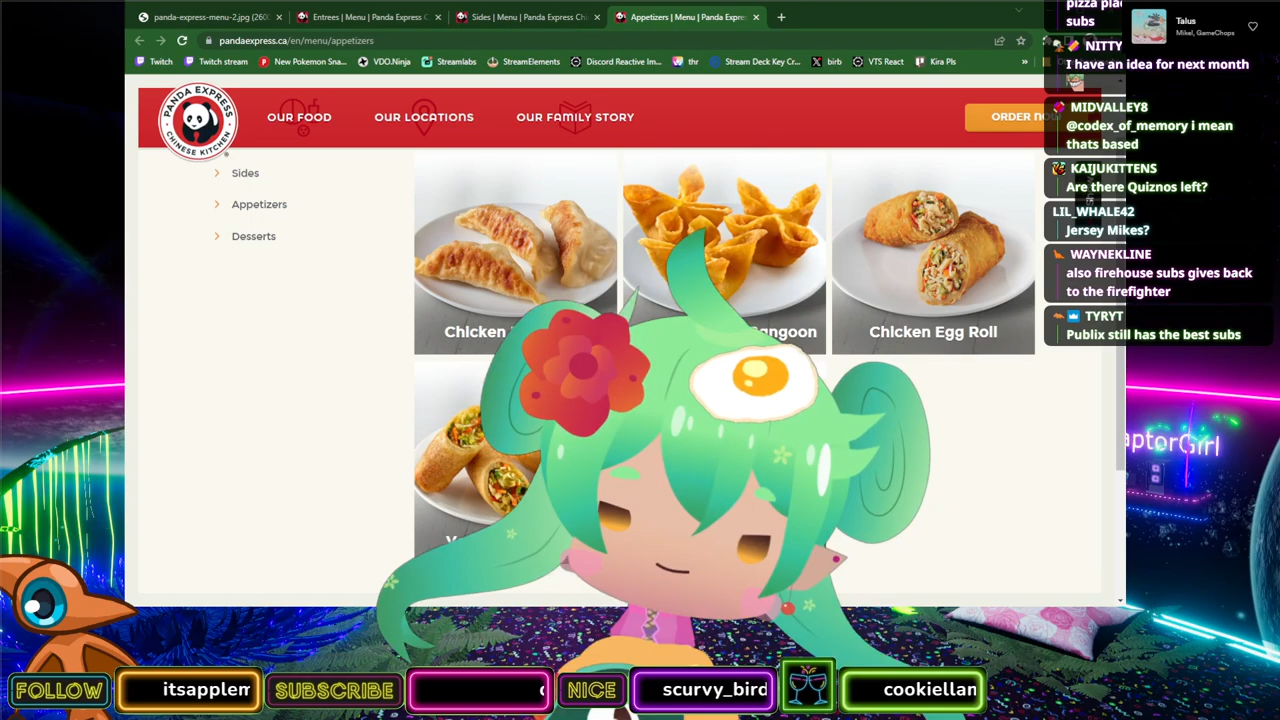 panda-express-menu-2.jpg (260
Entrees | Menu | Panda Express C
Sides | Menu | Panda Express Ch
Appetizers | Menu | Panda Expre
pandaexpress.ca/en/menu/appetizers
Twitch
Twitch stream
New Pokemon Sna...
VDO.Ninja
Streamlabs
StreamElements
Discord Reactive Im...
thr
Stream Deck Key Cr...
birb
VTS React
Kira Pls
PANDA EXPRESS
CHINESE KITCHEN
OUR FOOD
OUR LOCATIONS
OUR FAMILY STORY
ORDER NOW
Sides
Appetizers
Desserts
Chicken
angoon
Chicken Egg Roll
Talus
Mikel, GameChops
pizza pla
subs
NITTY
I have an idea for next month
MIDVALLEY8
@codex_of_memory i mean
thats based
KAIJUKITTENS
Are there Quiznos left?
LIL_WHALE42
Jersey Mikes?
WAYNEKLINE
also firehouse subs gives back
to the firefighter
TYRYT
Publix still has the best subs
aptorGirl
FOLLOW
itsapplem
SUBSCRIBE
NICE
scurvy_bird
cookiellan